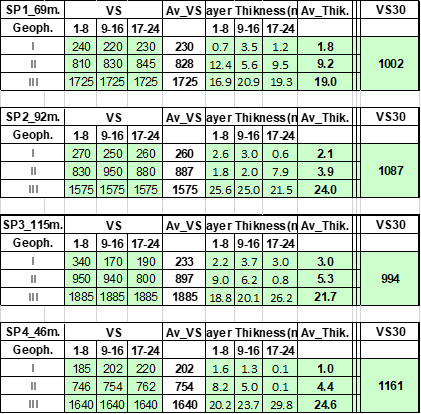 SP1_69m. VS Av_VS ayer Thikness(n Av_Thik. VS30
Geoph. 1-8 9-16 17-24 1-8 9-16 17-24
I 240 220 230 230 0.7 3.5 1.2 1.8
II 810 830 845 828 12.4 5.6 9.5 9.2 1002
III 1725 1725 1725 1725 16.9 20.9 19.3 19.0
SP2_92m. VS Av_VS ayer Thikness(n Av_Thik. VS30
Geoph. 1-8 9-16 17-24 1-8 9-16 17-24
I 270 250 260 260 2.6 3.0 0.6 2.1
II 830 950 880 887 1.8 2.0 7.9 3.9 1087
III 1575 1575 1575 1575 25.6 25.0 21.5 24.0
SP3_115m. VS Av_VS ayer Thikness(n Av_Thik. VS30
Geoph. 1-8 9-16 17-24 1-8 9-16 17-24
I 340 170 190 233 2.2 3.7 3.0 3.0
II 950 940 800 897 9.0 6.2 0.8 5.3 994
III 1885 1885 1885 1885 18.8 20.1 26.2 21.7
SP4_46m. VS Av_VS ayer Thikness(n Av_Thik. VS30
Geoph. 1-8 9-16 17-24 1-8 9-16 17-24
I 185 202 220 202 1.6 1.3 0.1 1.0
II 746 754 762 754 8.2 5.0 0.1 4.4 1161
III 1640 1640 1640 1640 20.2 23.7 29.8 24.6